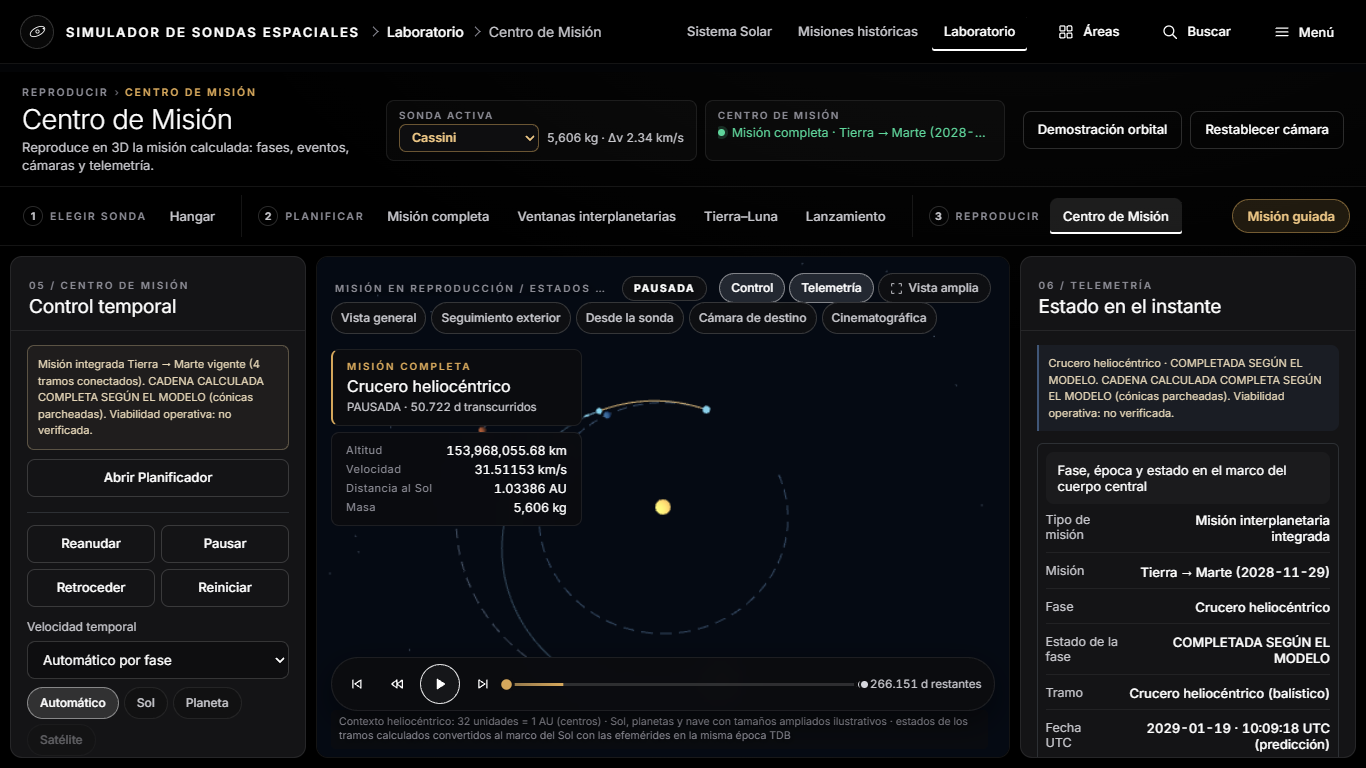 SIMULADOR DE SONDAS ESPACIALES
Laboratorio
Centro de Misión
Sistema Solar
Misiones históricas
Laboratorio
Áreas
Buscar
Menú
REPRODUCIR › CENTRO DE MISIÓN
Centro de Misión
Reproduce en 3D la misión calculada: fases, eventos,
cámaras y telemetría.
SONDA ACTIVA
Cassini
5,606 kg · Δv 2.34 km/s
CENTRO DE MISIÓN
Misión completa · Tierra → Marte (2028-…
Demostración orbital
Restablecer cámara
1 ELEGIR SONDA
Hangar
2 PLANIFICAR
Misión completa
Ventanas interplanetarias
Tierra–Luna
Lanzamiento
3 REPRODUCIR
Centro de Misión
Misión guiada
05 / CENTRO DE MISIÓN
Control temporal
Misión integrada Tierra → Marte vigente (4
tramos conectados). CADENA CALCULADA
COMPLETA SEGÚN EL MODELO (cónicas
parcheadas). Viabilidad operativa: no
verificada.
Abrir Planificador
Reanudar
Pausar
Retroceder
Reiniciar
Velocidad temporal
Automático por fase
Automático
Sol
Planeta
Satélite
MISIÓN EN REPRODUCCIÓN / ESTADOS …
PAUSADA
Control
Telemetría
Vista amplia
Vista general
Seguimiento exterior
Desde la sonda
Cámara de destino
Cinematográfica
MISIÓN COMPLETA
Crucero heliocéntrico
PAUSADA · 50.722 d transcurridos
Altitud 153,968,055.68 km
Velocidad 31.51153 km/s
Distancia al Sol 1.03386 AU
Masa 5,606 kg
266.151 d restantes
Contexto heliocéntrico: 32 unidades = 1 AU (centros) · Sol, planetas y nave con tamaños ampliados ilustrativos · estados de los
tramos calculados convertidos al marco del Sol con las efemérides en la misma época TDB
06 / TELEMETRÍA
Estado en el instante
Crucero heliocéntrico · COMPLETADA SEGÚN EL
MODELO. CADENA CALCULADA COMPLETA SEGÚN
EL MODELO (cónicas parcheadas). Viabilidad
operativa: no verificada.
Fase, época y estado en el marco del
cuerpo central
Tipo de
misión
Misión interplanetaria
integrada
Misión
Tierra → Marte (2028-11-29)
Fase
Crucero heliocéntrico
Estado de la
fase
COMPLETADA SEGÚN EL
MODELO
Tramo
Crucero heliocéntrico (balístico)
Fecha
UTC
2029-01-19 · 10:09:18 UTC
(predicción)